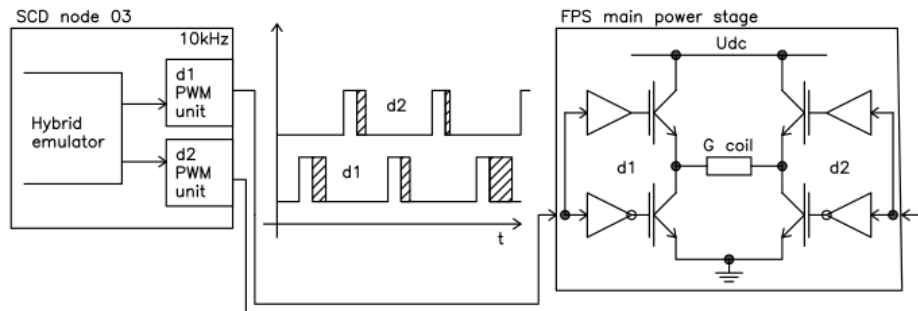 SCD node 03
10kHz
Hybrid
emulator
d1
PWM
unit
d2
PWM
unit
d2
d1
t
FPS main power stage
Udc
G coil
d1
d2